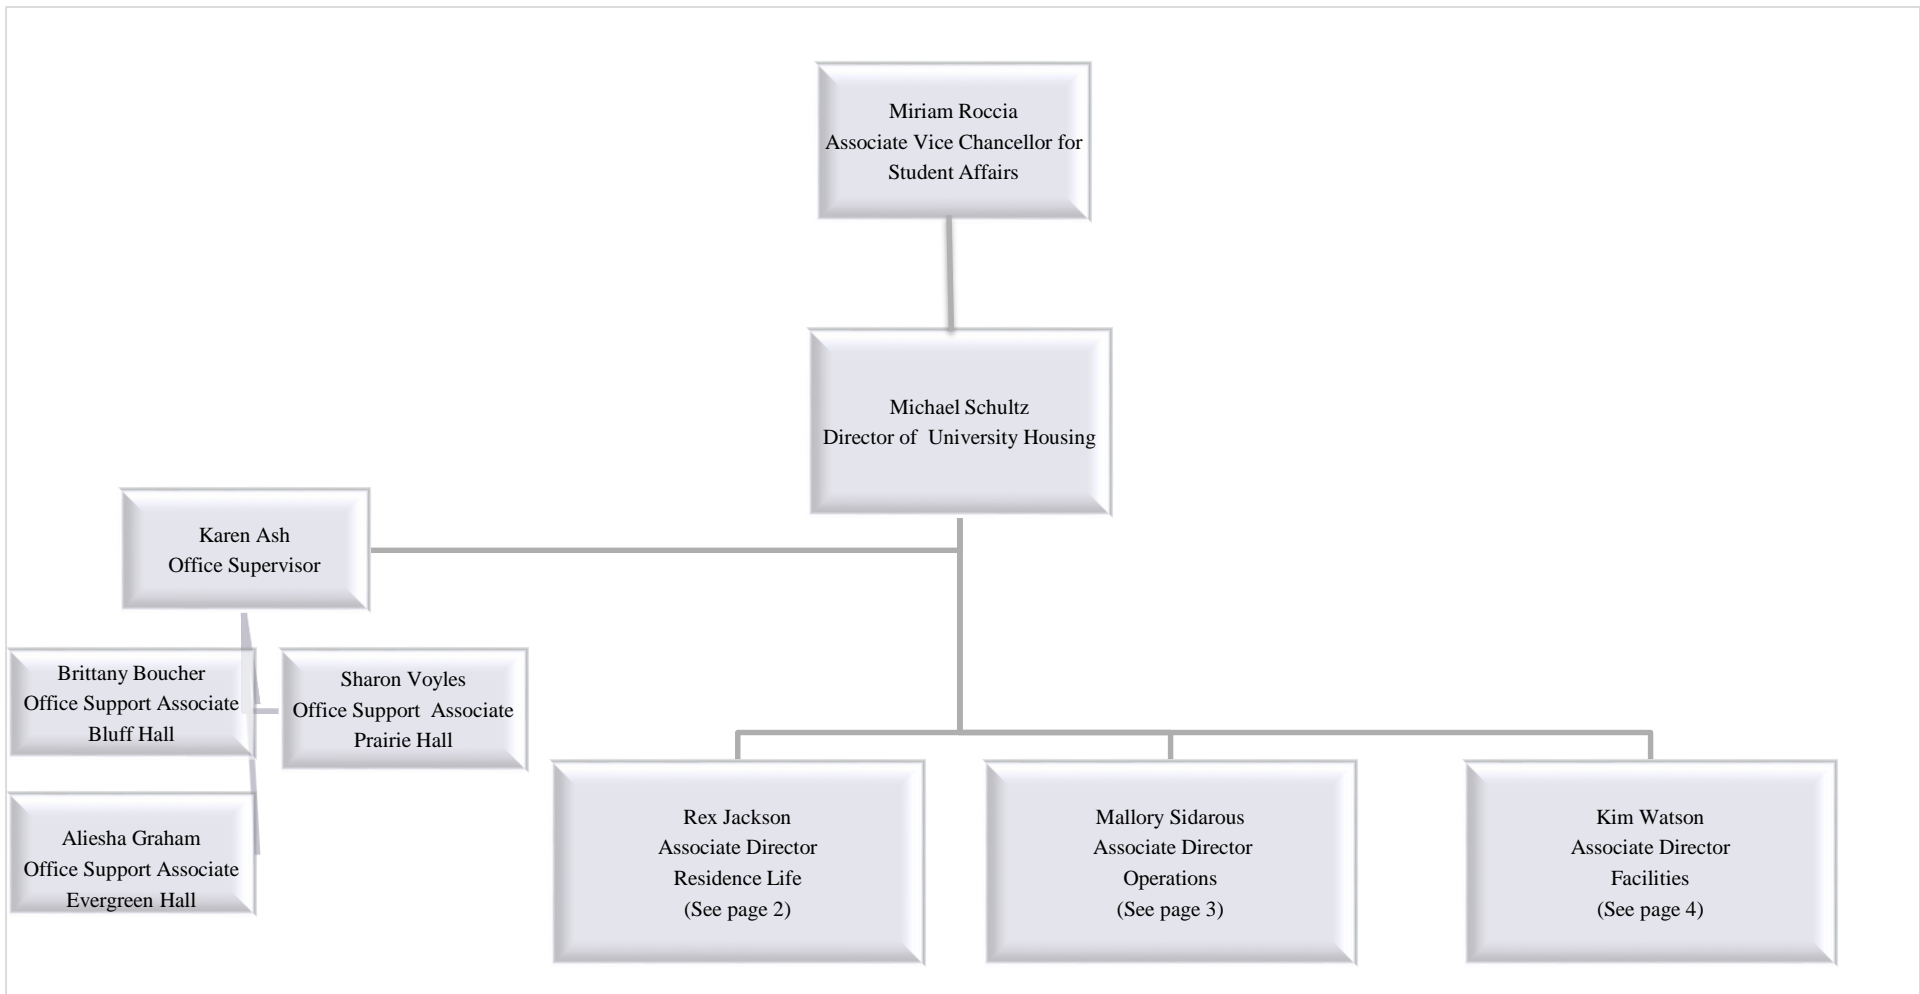 Miriam Roccia
Associate Vice Chancellor for
Student Affairs
Michael Schultz
Director of  University Housing
Karen Ash
Office Supervisor
Brittany Boucher
Office Support Associate
Bluff Hall
Sharon Voyles
Office Support  Associate
Prairie Hall
Aliesha Graham
Office Support Associate
Evergreen Hall
Rex Jackson
Associate Director
Residence Life
(See page 2)
Mallory Sidarous
Associate Director
Operations
(See page 3)
Kim Watson
Associate Director
Facilities
(See page 4)